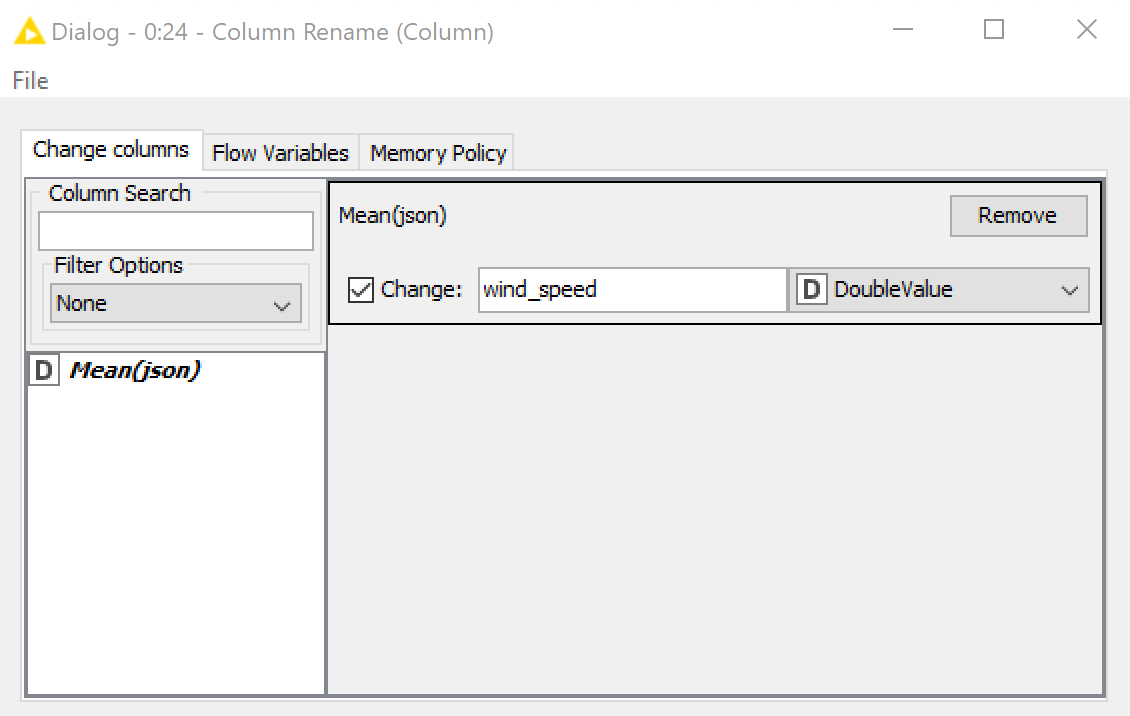 Dialog - 0:24 - Column Rename (Column)
File
Change columns
Flow Variables
Memory Policy
Column Search
Filter Options
None
D Mean(json)
Mean(json)
Remove
Change: wind_speed D DoubleValue